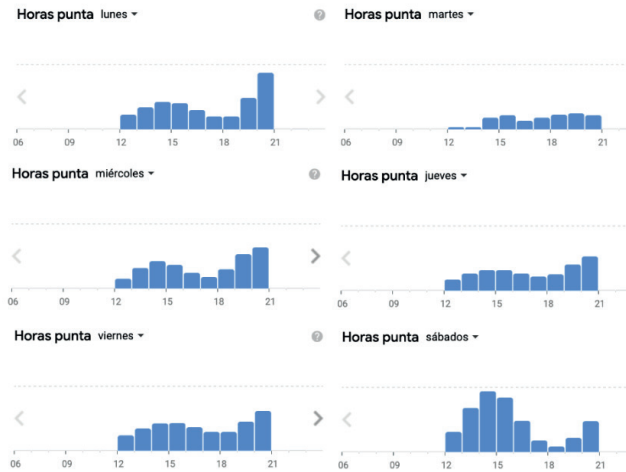 Horas punta lunes
Horas punta martes
06 09 12 15 18 21
06 09 12 15 18 21
Horas punta miércoles
Horas punta jueves
06 09 12 15 18 21
06 09 12 15 18 21
Horas punta viernes
Horas punta sábados
06 09 12 15 18 21
06 09 12 15 18 21